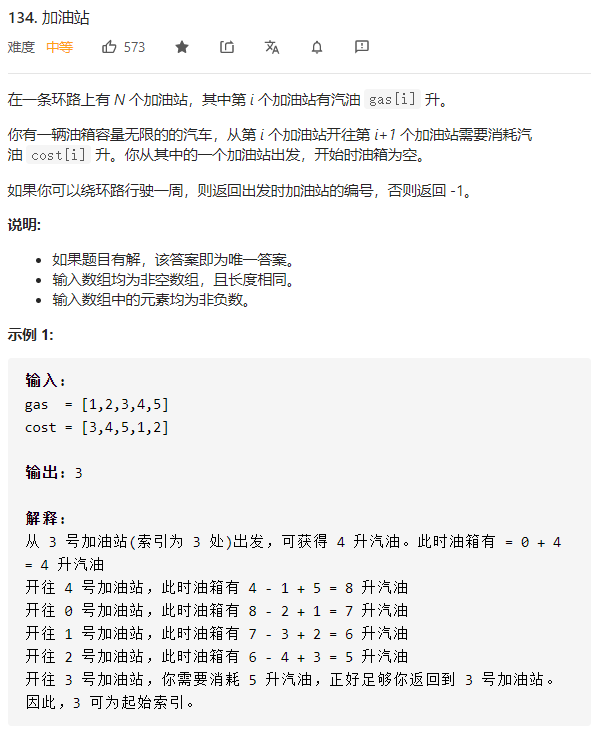 134. 加油站
难度 中等 573
在一条环路上有 N 个加油站，其中第 i 个加油站有汽油 gas[i] 升。
你有一辆油箱容量无限的的汽车，从第 i 个加油站开往第 i+1 个加油站需要消耗汽
油 cost[i] 升。你从其中的一个加油站出发，开始时油箱为空。
如果你可以绕环路行驶一周，则返回出发时加油站的编号，否则返回 -1。
说明:
• 如果题目有解，该答案即为唯一答案。
• 输入数组均为非空数组，且长度相同。
• 输入数组中的元素均为非负数。
示例 1:
输入:
gas  = [1,2,3,4,5]
cost = [3,4,5,1,2]
输出: 3
解释:
从 3 号加油站(索引为 3 处)出发，可获得 4 升汽油。此时油箱有 = 0 + 4
= 4 升汽油
开往 4 号加油站，此时油箱有 4 - 1 + 5 = 8 升汽油
开往 0 号加油站，此时油箱有 8 - 2 + 1 = 7 升汽油
开往 1 号加油站，此时油箱有 7 - 3 + 2 = 6 升汽油
开往 2 号加油站，此时油箱有 6 - 4 + 3 = 5 升汽油
开往 3 号加油站，你需要消耗 5 升汽油，正好足够你返回到 3 号加油站。
因此，3 可为起始索引。